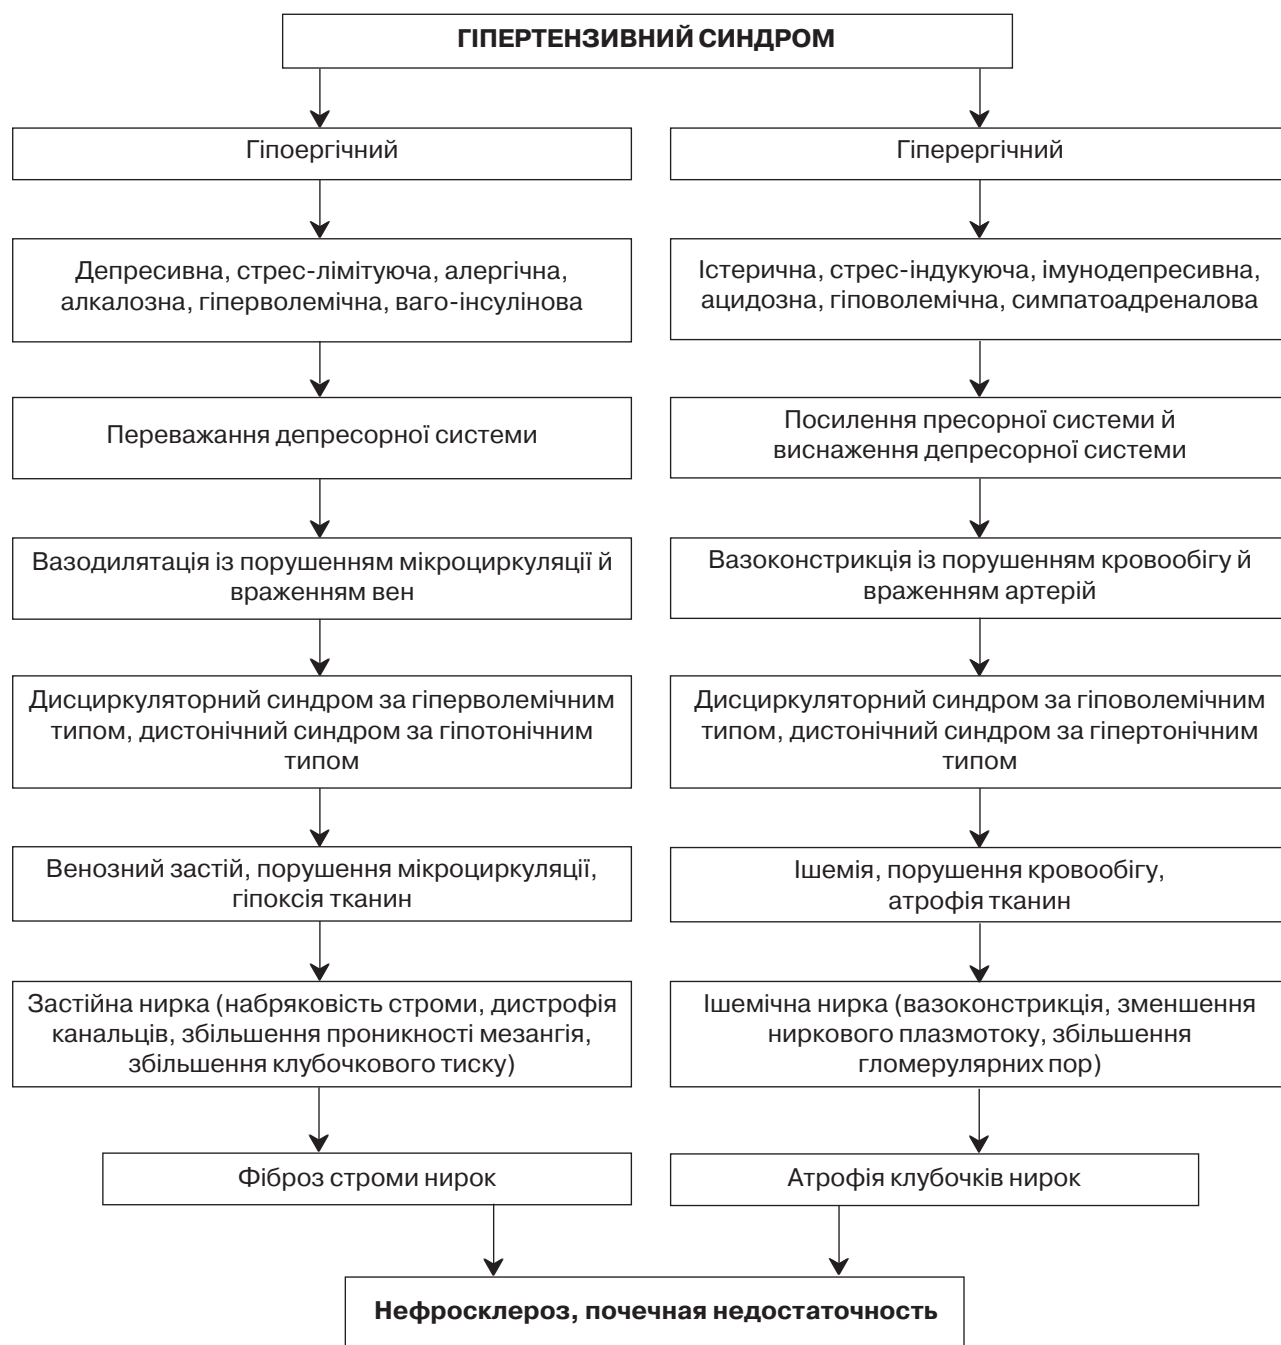 ГІПЕРТЕНЗИВНИЙ СИНДРОМ
Гіпоергічний
Гіперергічний
Депресивна, стрес-лімітуюча, алергічна,
алкалозна, гіперволемічна, ваго-інсулінова
Істерична, стрес-індукуюча, імунодепресивна,
ацидозна, гіповолемічна, симпатоадреналова
Переважання депресорної системи
Посилення пресорної системи й
виснаження депресорної системи
Вазодилятація із порушенням мікроциркуляції й
враженням вен
Вазоконстрикція із порушенням кровообігу й
враженням артерій
Дисциркуляторний синдром за гіперволемічним
типом, дистонічний синдром за гіпотонічним
типом
Дисциркуляторний синдром за гіповолемічним
типом, дистонічний синдром за гіпертонічним
типом
Венозний застій, порушення мікроциркуляції,
гіпоксія тканин
Ішемія, порушення кровообігу,
атрофія тканин
Застійна нирка (набряковість строми, дистрофія
канальців, збільшення проникності мезангія,
збільшення клубочкового тиску)
Ішемічна нирка (вазоконстрикція, зменшення
ниркового плазмотоку, збільшення
гломерулярних пор)
Фіброз строми нирок
Атрофія клубочків нирок
Нефросклероз, почечная недостаточность